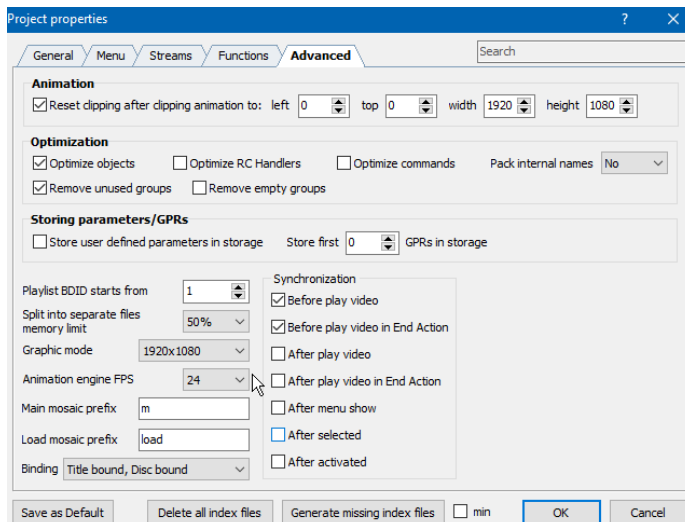 Project properties ?
General Menu Streams Functions Advanced Search
Animation
Reset clipping after clipping animation to: left 0 top 0 width 1920 height 1080
Optimization
Optimize objects Optimize RC Handlers Optimize commands Pack internal names No
Remove unused groups Remove empty groups
Storing parameters/GPRs
Store user defined parameters in storage Store first 0 GPRs in storage
Playlist BDID starts from 1
Split into separate files
memory limit 50%
Graphic mode 1920x1080
Animation engine FPS 24
Main mosaic prefix m
Load mosaic prefix load
Binding Title bound, Disc bound
Synchronization
Before play video
Before play video in End Action
After play video
After play video in End Action
After menu show
After selected
After activated
Save as Default Delete all index files Generate missing index files min OK Cancel